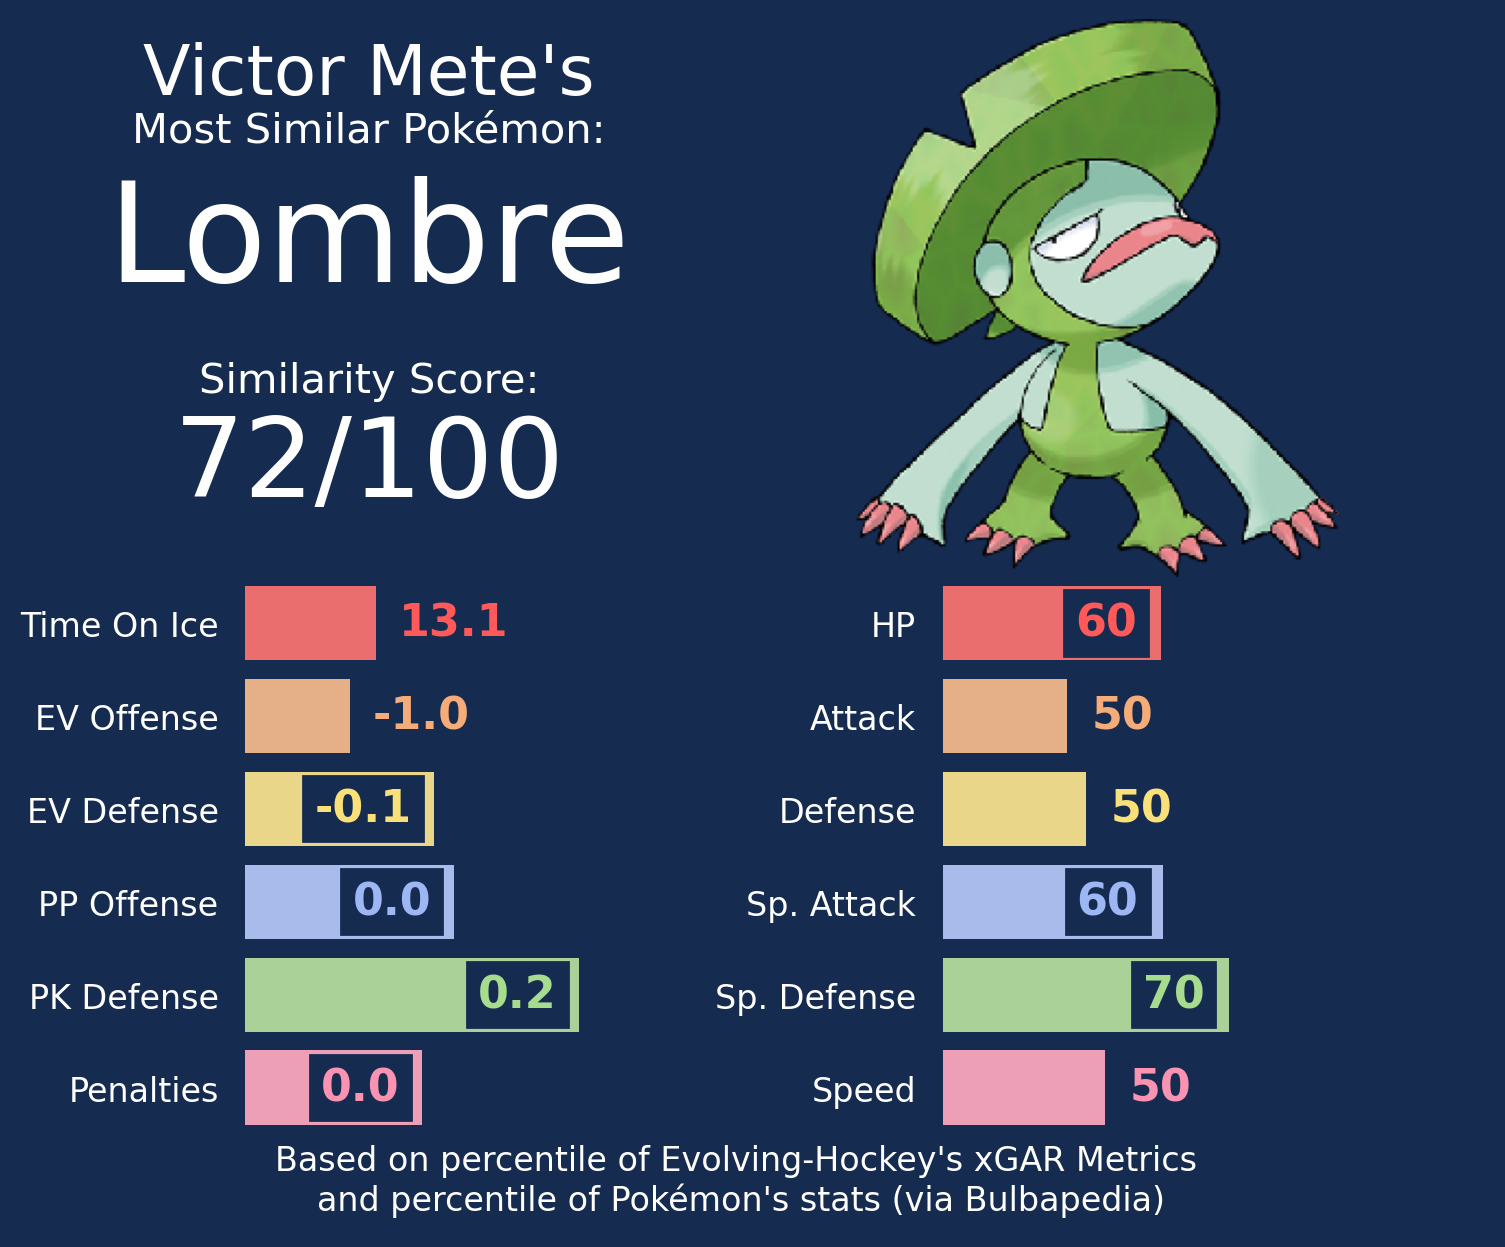 Victor Mete's
Most Similar Pokémon:
Lombre
Similarity Score:
72/100
Time On Ice 13.1
EV Offense -1.0
EV Defense -0.1
PP Offense 0.0
PK Defense 0.2
Penalties 0.0
HP 60
Attack 50
Defense 50
Sp. Attack 60
Sp. Defense 70
Speed 50
Based on percentile of Evolving-Hockey's xGAR Metrics
and percentile of Pokémon's stats (via Bulbapedia)